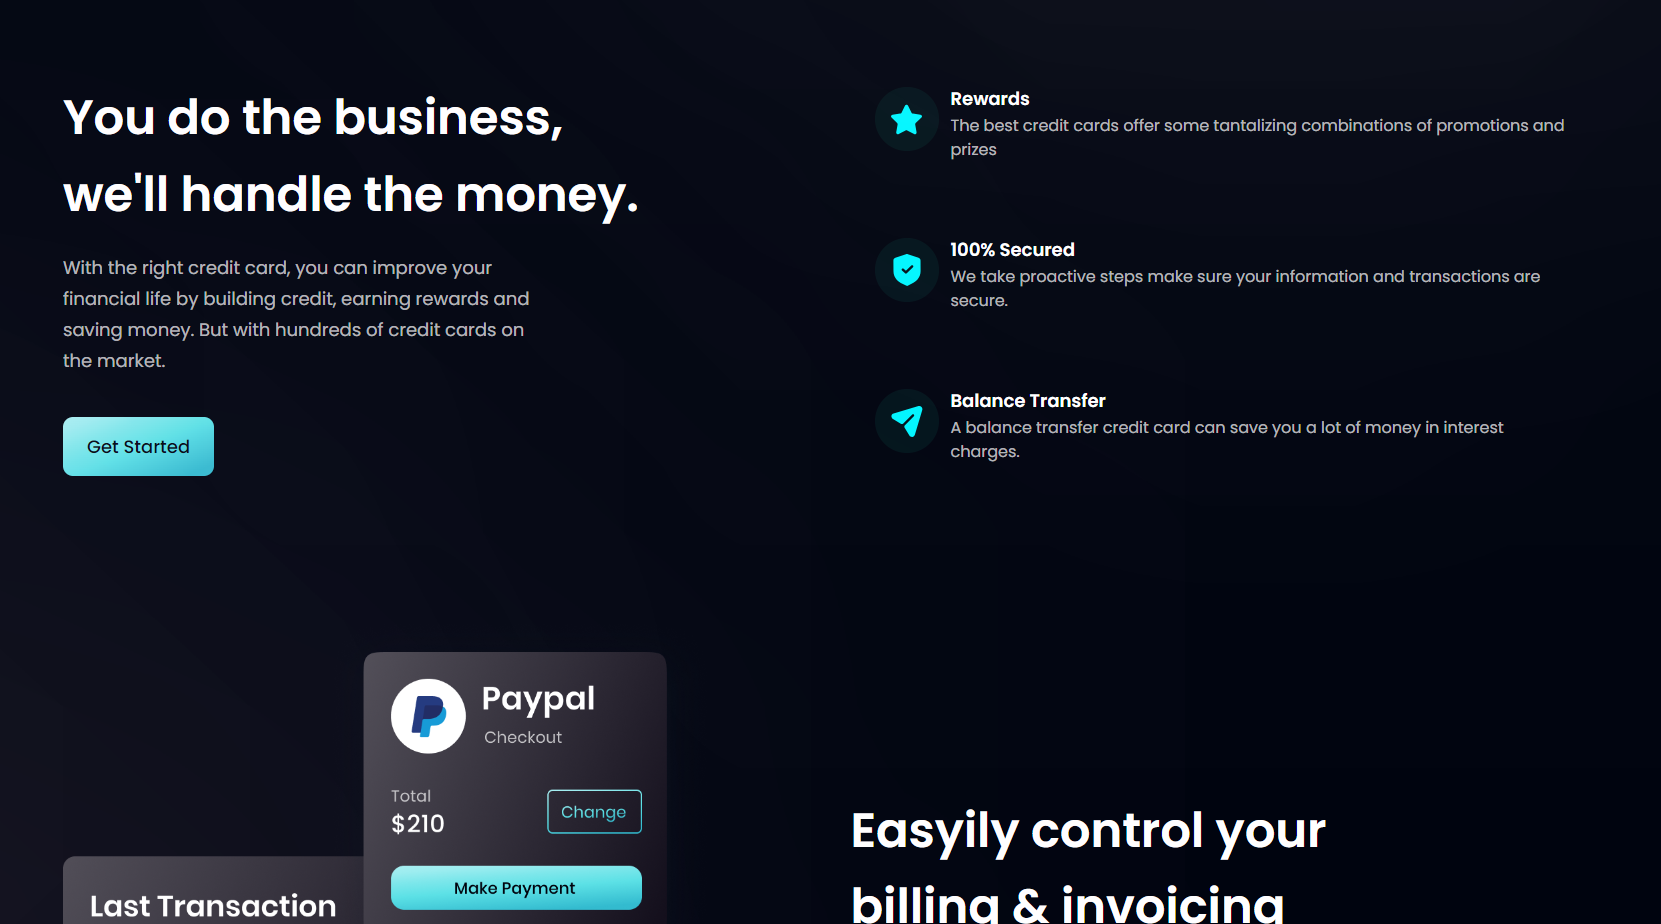 You do the business,
we'll handle the money.
With the right credit card, you can improve your
financial life by building credit, earning rewards and
saving money. But with hundreds of credit cards on
the market.
Get Started
Rewards
The best credit cards offer some tantalizing combinations of promotions and
prizes
100% Secured
We take proactive steps make sure your information and transactions are
secure.
Balance Transfer
A balance transfer credit card can save you a lot of money in interest
charges.
Paypal
Checkout
Total
$210
Change
Make Payment
Last Transaction
Easyily control your
billing & invoicing